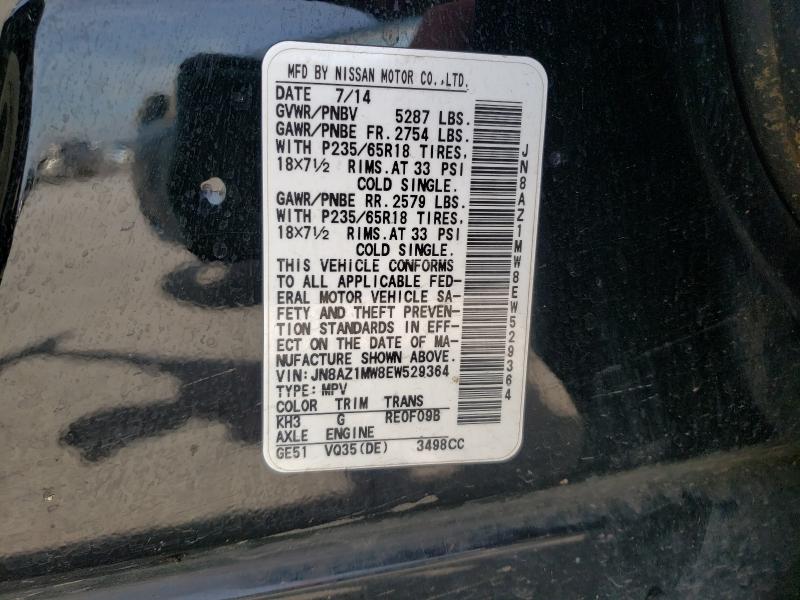 MFD BY NISSAN MOTOR CO.,LTD.
DATE 7/14
GVWR/PNBV 5287 LBS.
GAWR/PNBE FR. 2754 LBS.
WITH P235/65R18 TIRES,
18X7½ RIMS.AT 33 PSI
COLD SINGLE.
GAWR/PNBE RR. 2579 LBS.
WITH P235/65R18 TIRES,
18X7½ RIMS.AT 33 PSI
COLD SINGLE.
THIS VEHICLE CONFORMS
TO ALL APPLICABLE FED-
ERAL MOTOR VEHICLE SA-
FETY AND THEFT PREVEN-
TION STANDARDS IN EFF-
ECT ON THE DATE OF MA-
NUFACTURE SHOWN ABOVE.
VIN: JN8AZ1MW8EW529364
TYPE: MPV
COLOR TRIM TRANS
KH3 G RE0F09B
AXLE ENGINE
GE51 VQ35(DE) 3498CC
JN8AZ1MW8EW529364